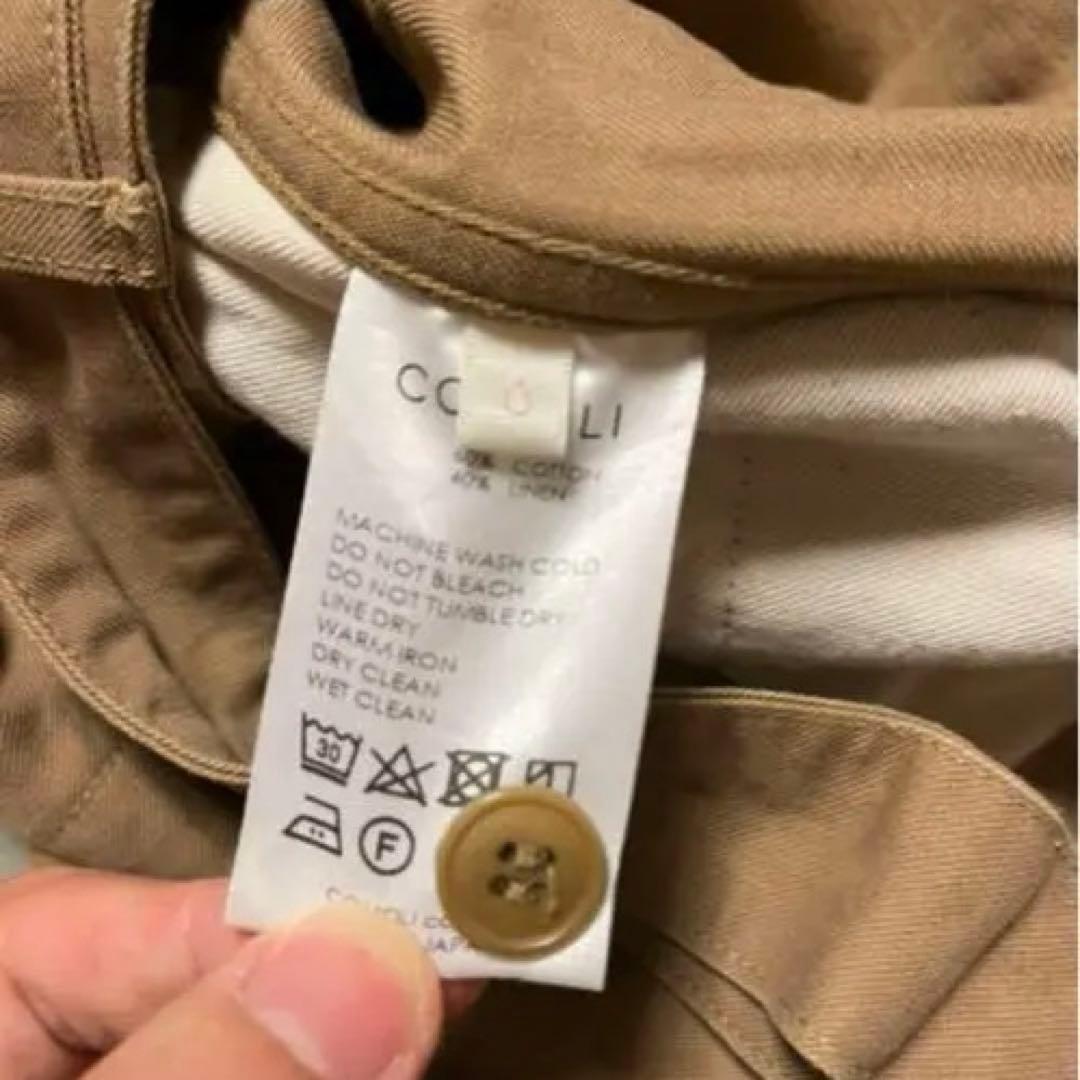 CO LI
% COTTON
60% LINEN
MACHINE WASH COLD
DO NOT BLEACH
DO NOT TUMBLE DRY
LINE DRY
WARM IRON
DRY CLEAN
WET CLEAN
30
F